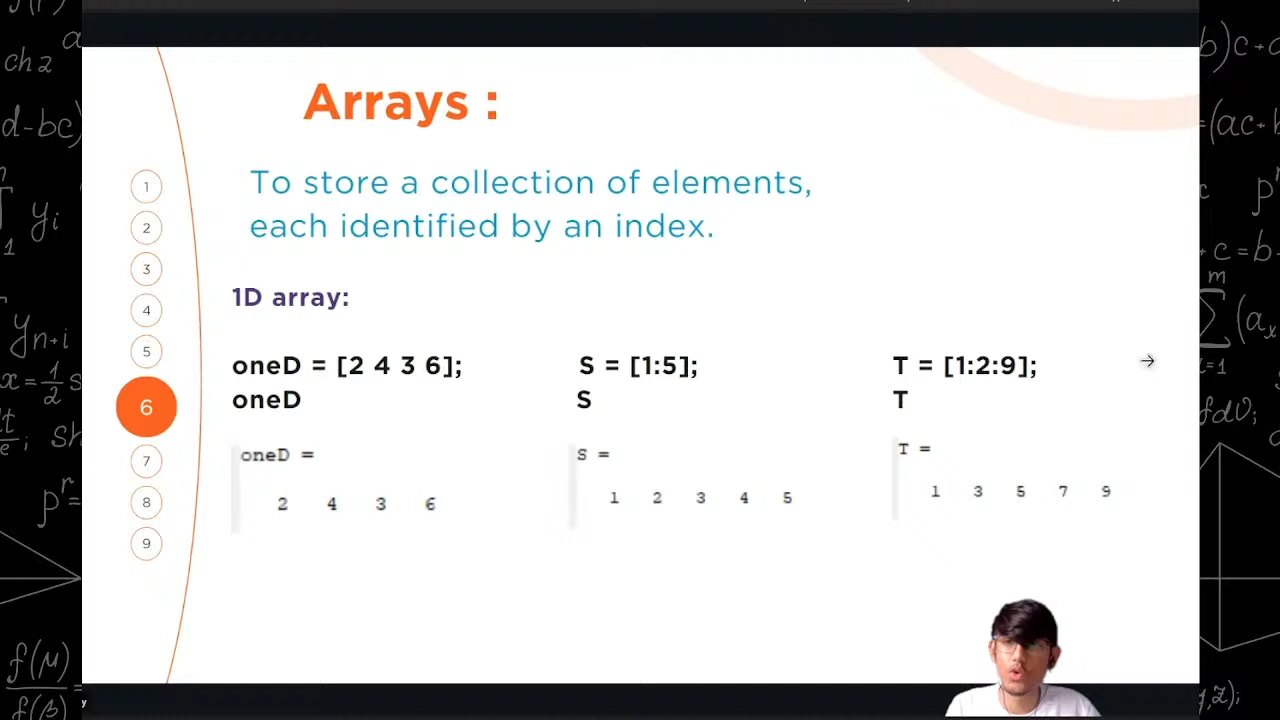 Arrays :
To store a collection of elements,
each identified by an index.
1D array:
oneD = [2 4 3 6];
oneD
oneD =
2 4 3 6
S = [1:5];
S
S =
1 2 3 4 5
T = [1:2:9];
T
T =
1 3 5 7 9
1
2
3
4
5
6
7
8
9